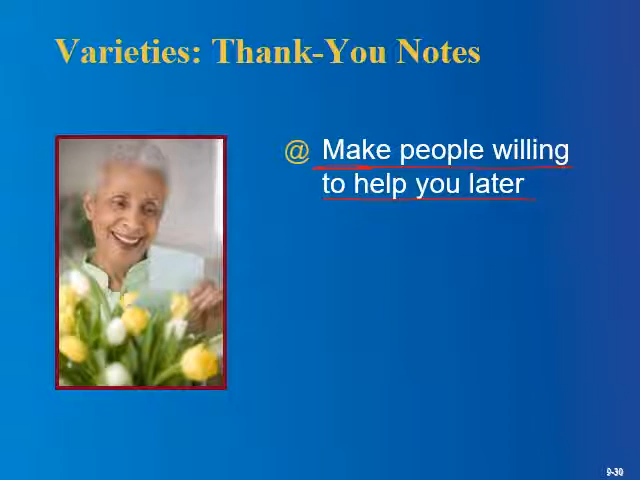 Varieties: Thank-You Notes
@ Make people willing
to help you later
9-30